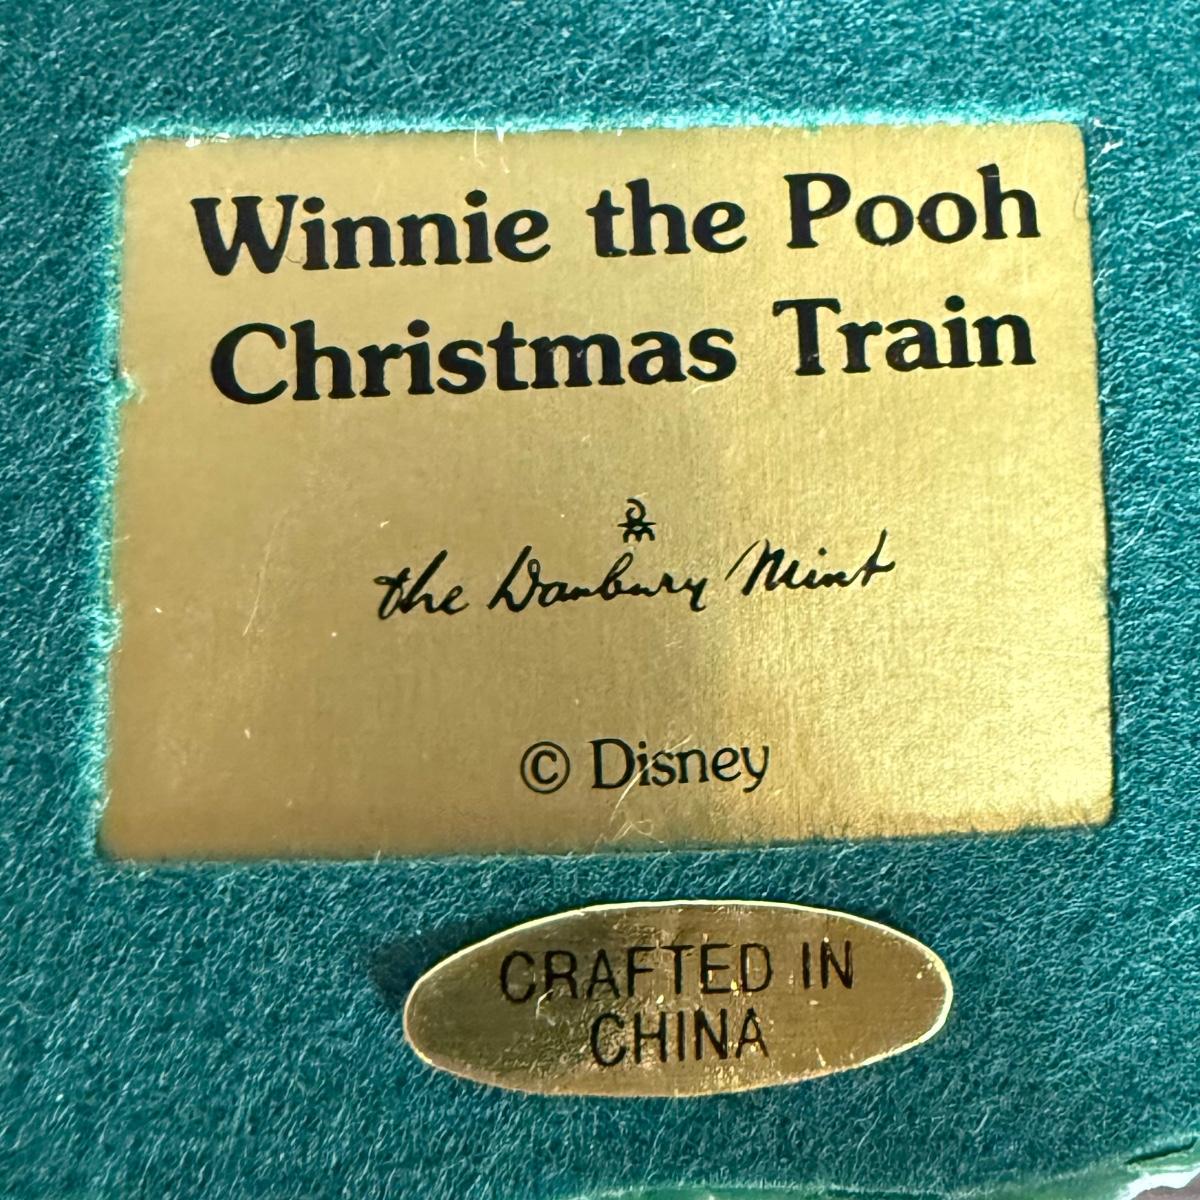 Winnie the Pooh
Christmas Train
the Danbury Mint
© Disney
CRAFTED IN
CHINA